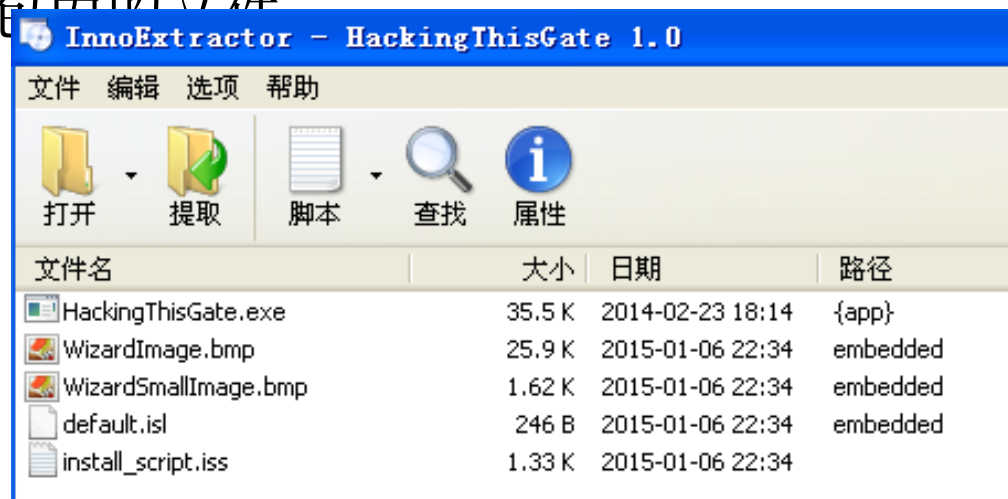 InnoExtractor - HackingThisGate 1.0
文件 编辑 选项 帮助
打开 提取 脚本 查找 属性
文件名 大小 日期 路径
HackingThisGate.exe 35.5 K 2014-02-23 18:14 {app}
WizardImage.bmp 25.9 K 2015-01-06 22:34 embedded
WizardSmallImage.bmp 1.62 K 2015-01-06 22:34 embedded
default.isl 246 B 2015-01-06 22:34 embedded
install_script.iss 1.33 K 2015-01-06 22:34